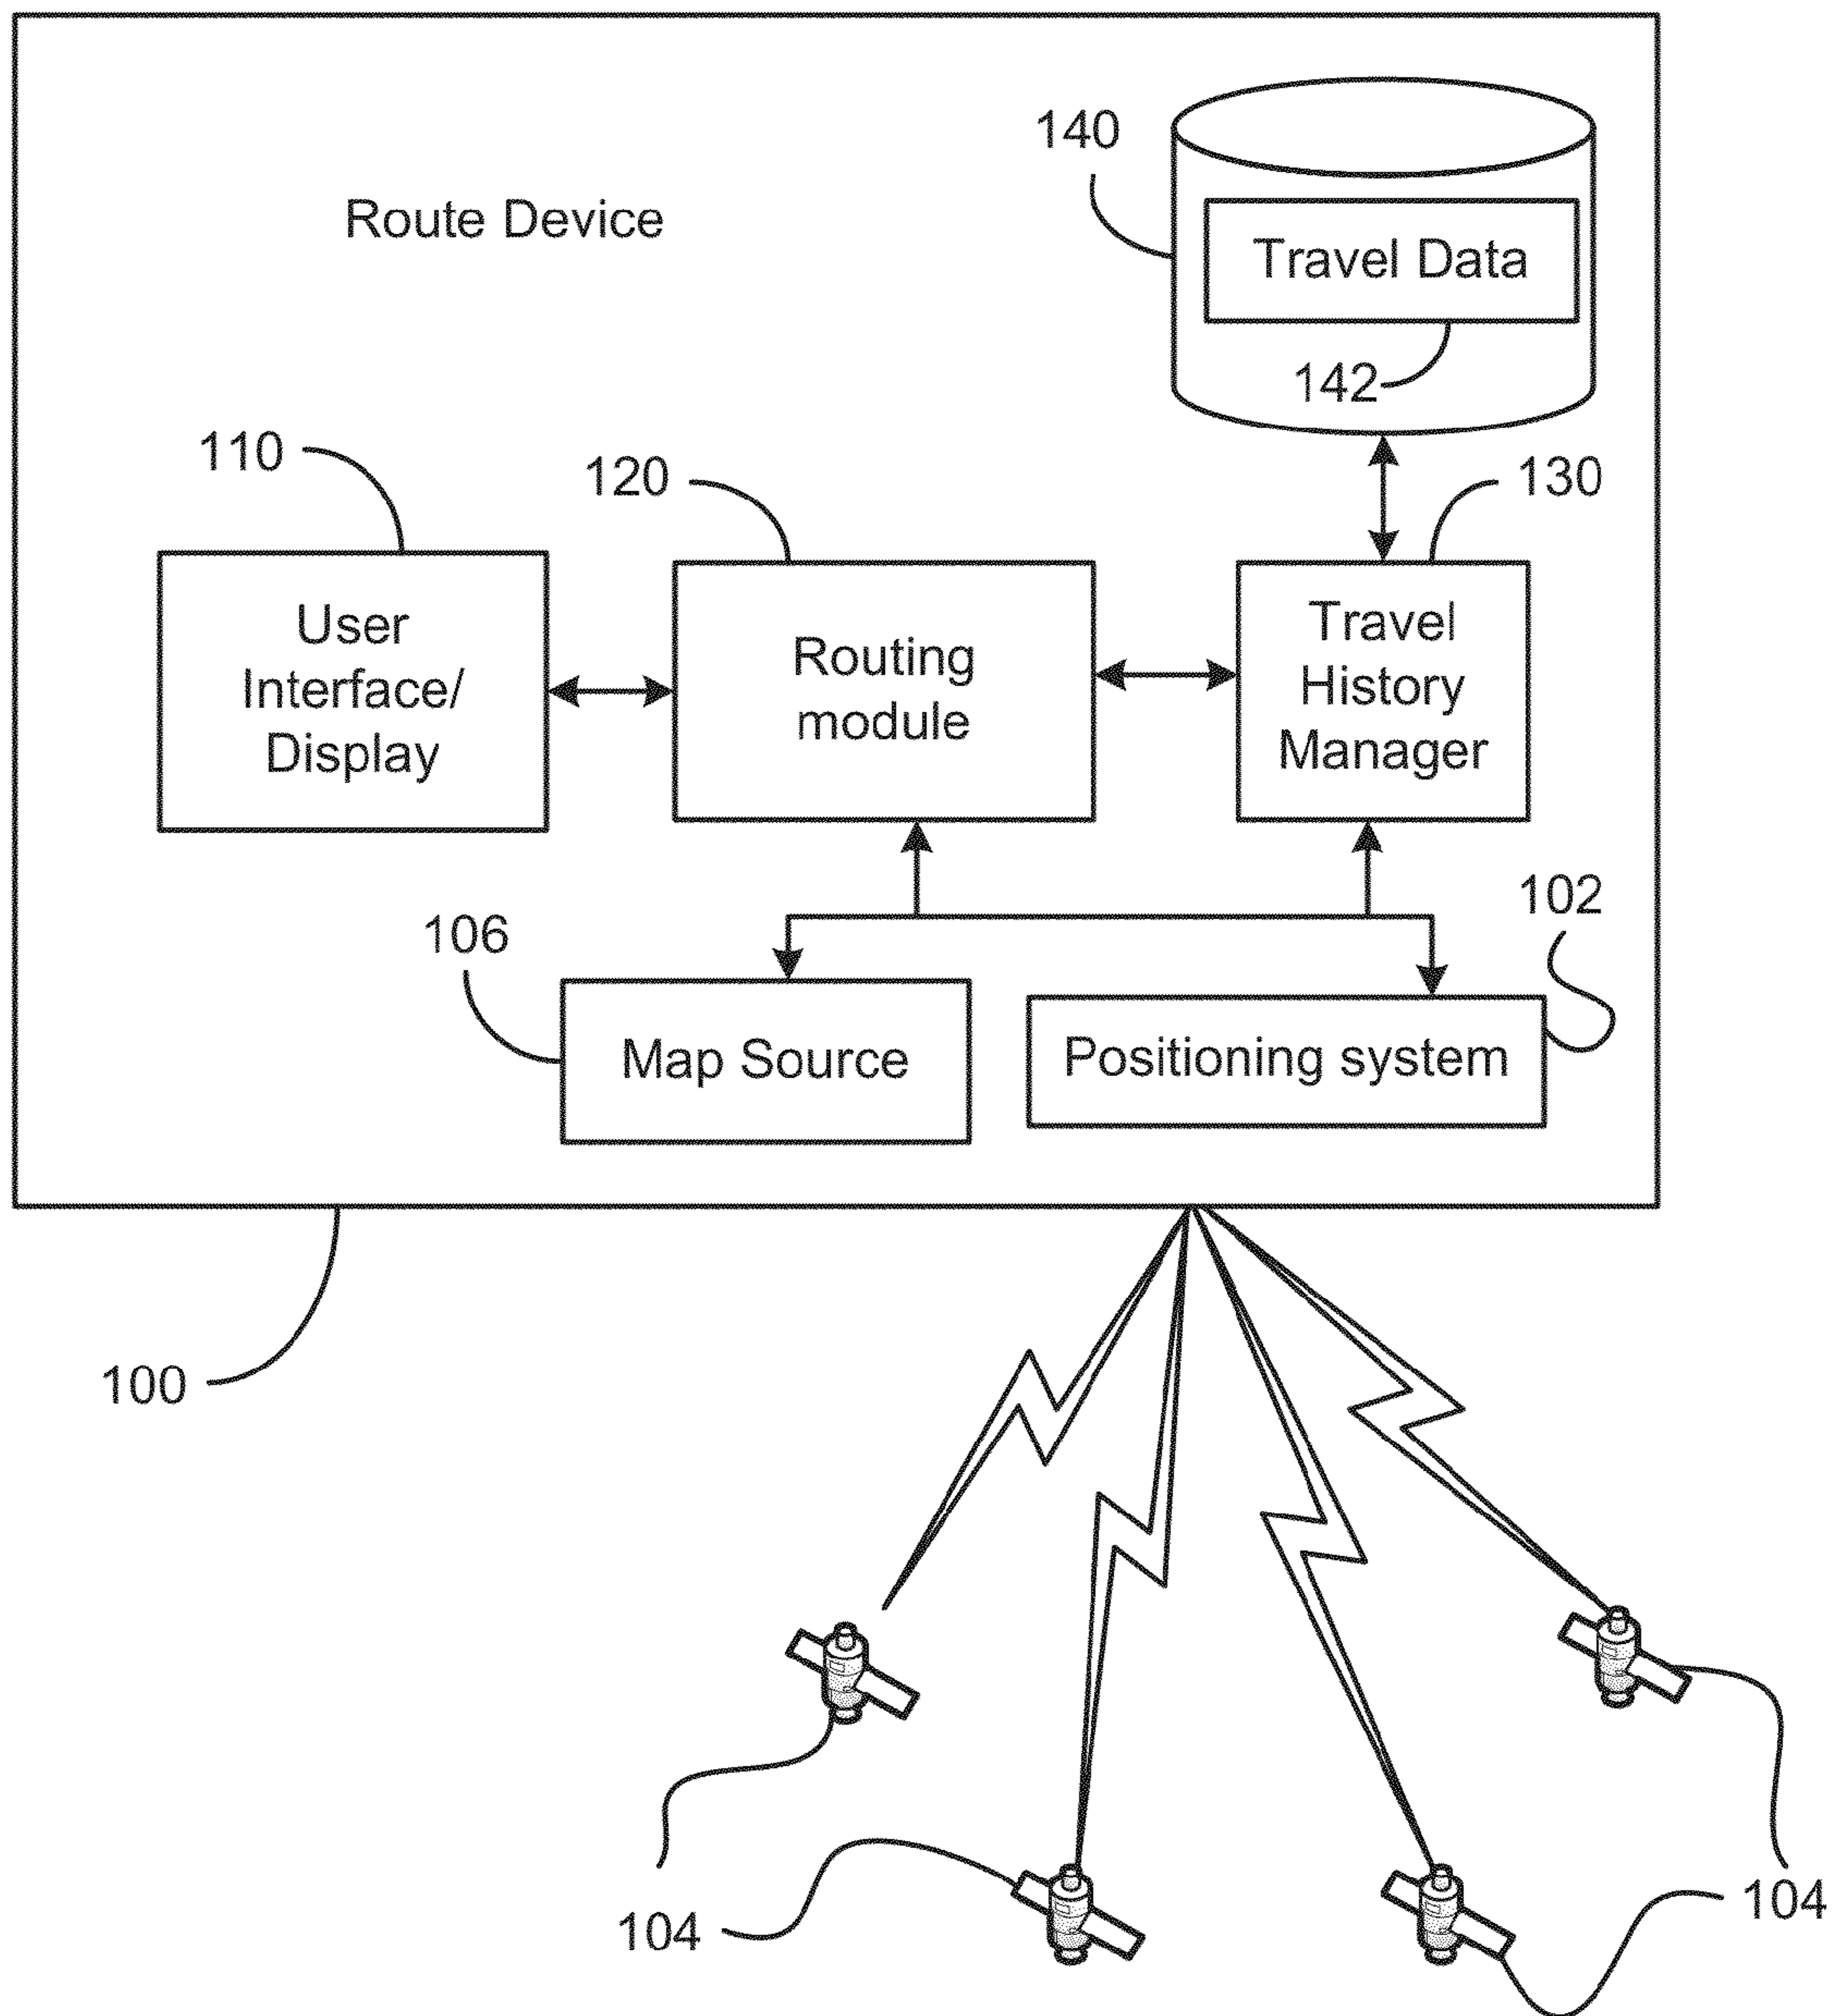 140
Route Device
Travel Data
142
110
120
130
User
Interface/
Display
Routing
module
Travel
History
Manager
102
106
Map Source
Positioning system
100
104
104